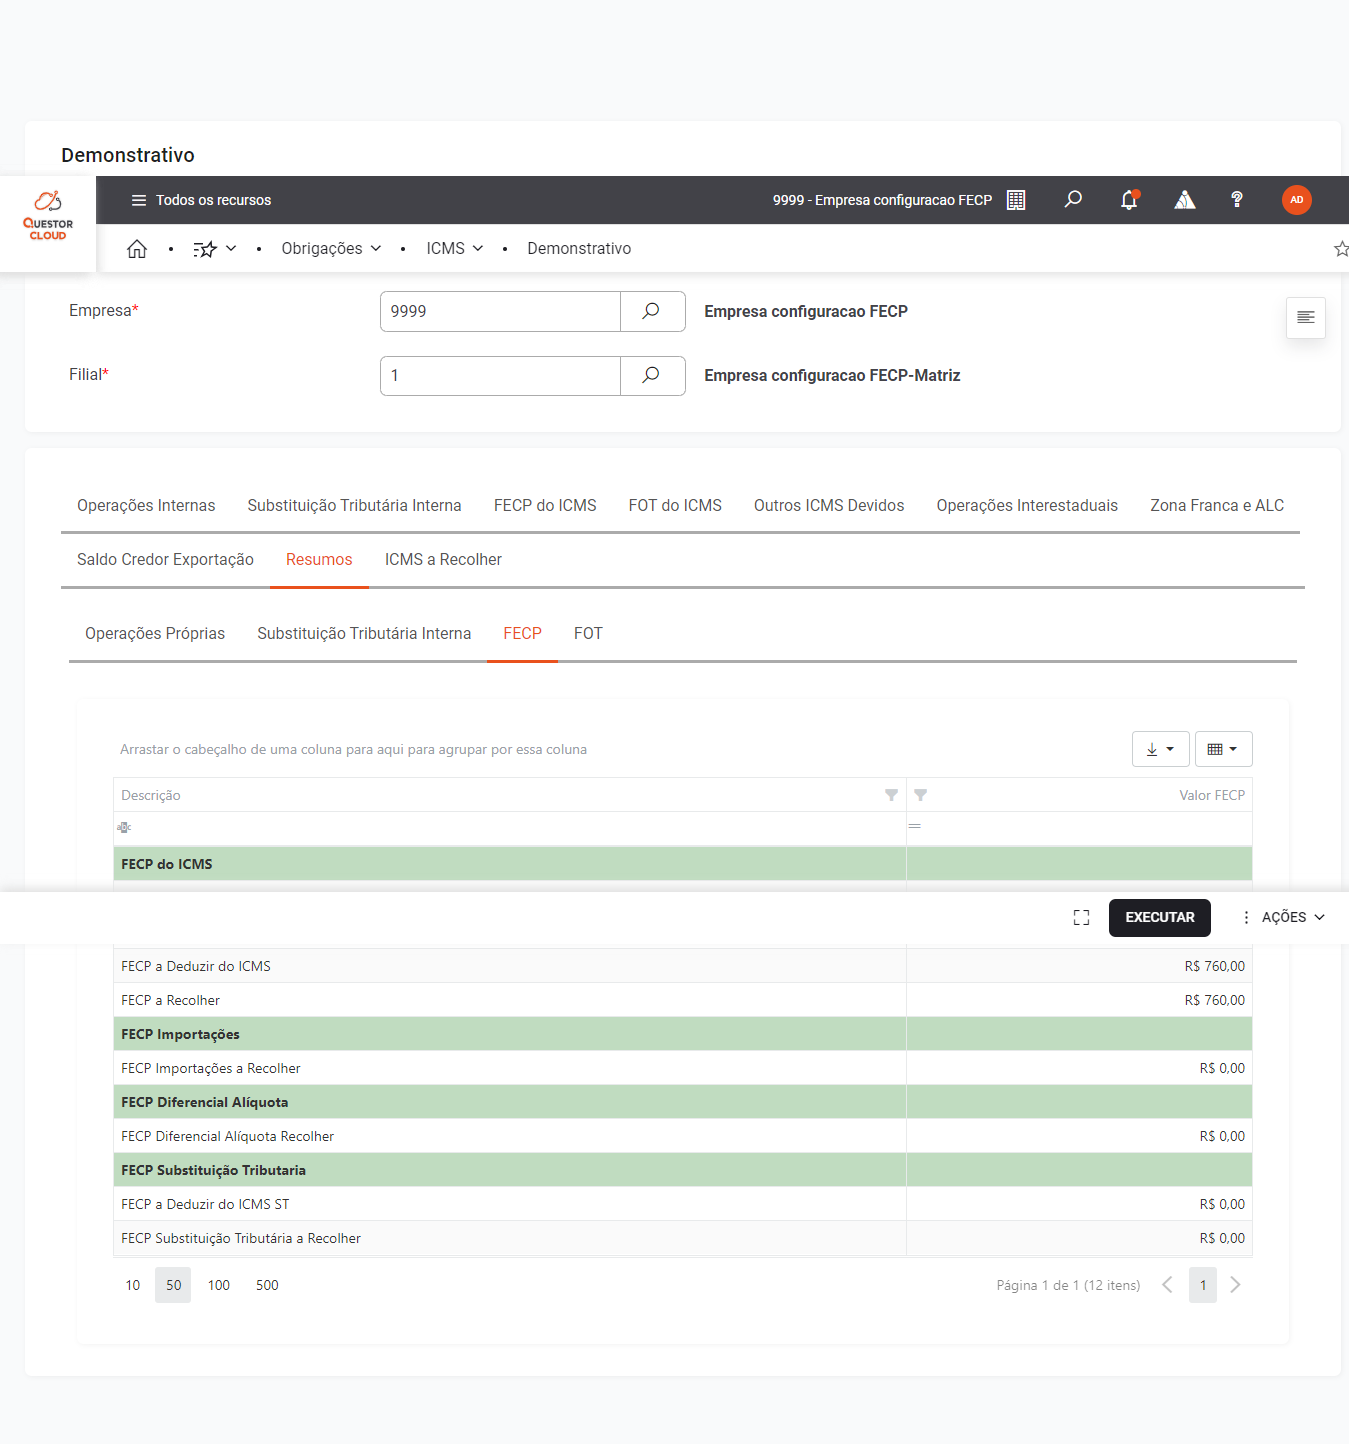 Demonstrativo
QUESTOR
CLOUD
Todos os recursos
9999 - Empresa configuracao FECP
?
AD
Obrigações
ICMS
Demonstrativo
Empresa*
9999
Empresa configuracao FECP
Filial*
1
Empresa configuracao FECP-Matriz
Operações Internas
Substituição Tributária Interna
FECP do ICMS
FOT do ICMS
Outros ICMS Devidos
Operações Interestaduais
Zona Franca e ALC
Saldo Credor Exportação
Resumos
ICMS a Recolher
Operações Próprias
Substituição Tributária Interna
FECP
FOT
Arrastar o cabeçalho de uma coluna para aqui para agrupar por essa coluna
Descrição
Valor FECP
abc
=
FECP do ICMS
EXECUTAR
AÇÕES
FECP a Deduzir do ICMS
R$ 760,00
FECP a Recolher
R$ 760,00
FECP Importações
FECP Importações a Recolher
R$ 0,00
FECP Diferencial Alíquota
FECP Diferencial Alíquota Recolher
R$ 0,00
FECP Substituição Tributaria
FECP a Deduzir do ICMS ST
R$ 0,00
FECP Substituição Tributária a Recolher
R$ 0,00
10
50
100
500
Página 1 de 1 (12 itens)
1